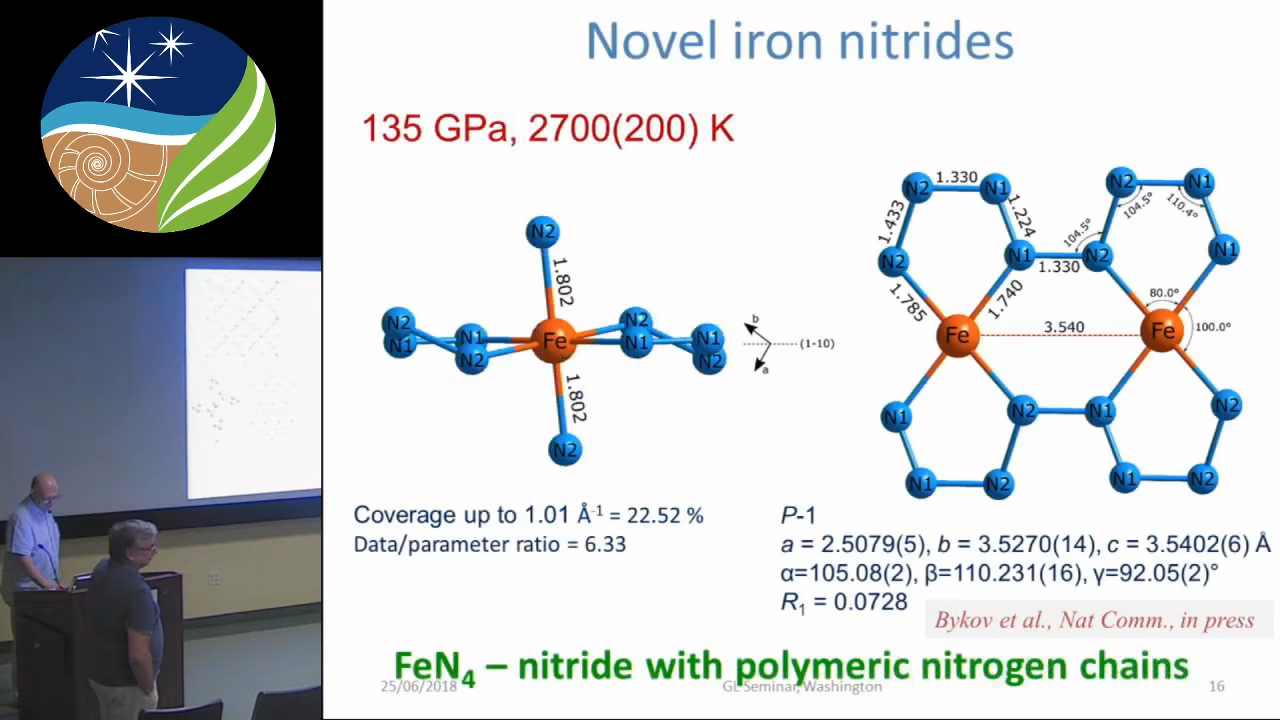 Novel iron nitrides
135 GPa, 2700(200) K
N2
1.802
N2
N1
N1
N2
Fe
N2
N1
N1
N2
1.802
N2
b
(1-10)
a
N2
1.330
N1
1.433
1.224
N2
N1
1.785
1.740
Fe
1.330
104.5°
N2
N2
N1
104.5°
110.4°
N1
80.0°
3.540
Fe
100.0°
N1
N2
N1
N2
N1
N2
N1
N2
Coverage up to 1.01 Å-1 = 22.52 %
Data/parameter ratio = 6.33
P-1
a = 2.5079(5), b = 3.5270(14), c = 3.5402(6) Å
α=105.08(2), β=110.231(16), γ=92.05(2)°
R1 = 0.0728
Bykov et al., Nat Comm., in press
FeN4 – nitride with polymeric nitrogen chains
25/06/2018
GL Seminar, Washington
16